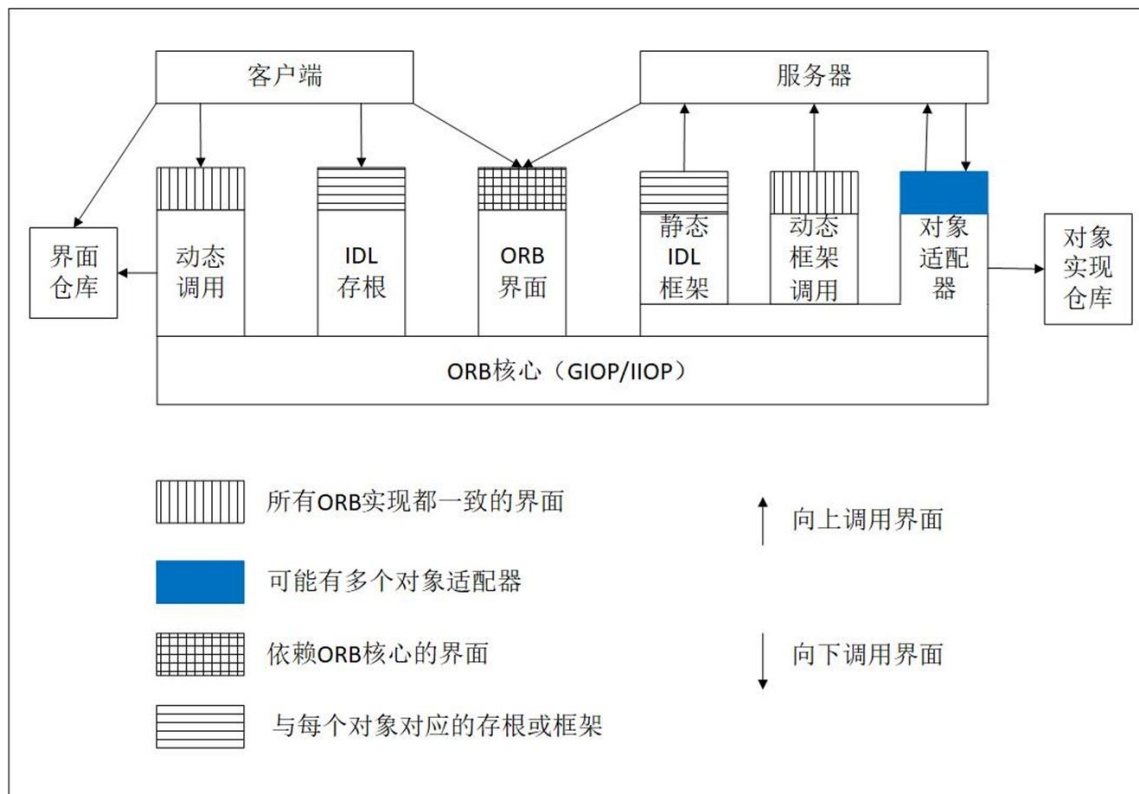 客户端
服务器
界面
仓库
动态
调用
IDL
存根
ORB
界面
静态
IDL
框架
动态
框架
调用
对象
适配
器
对象
实现
仓库
ORB核心（GIOP/IIOP）
所有ORB实现都一致的界面
向上调用界面
可能有多个对象适配器
依赖ORB核心的界面
向下调用界面
与每个对象对应的存根或框架